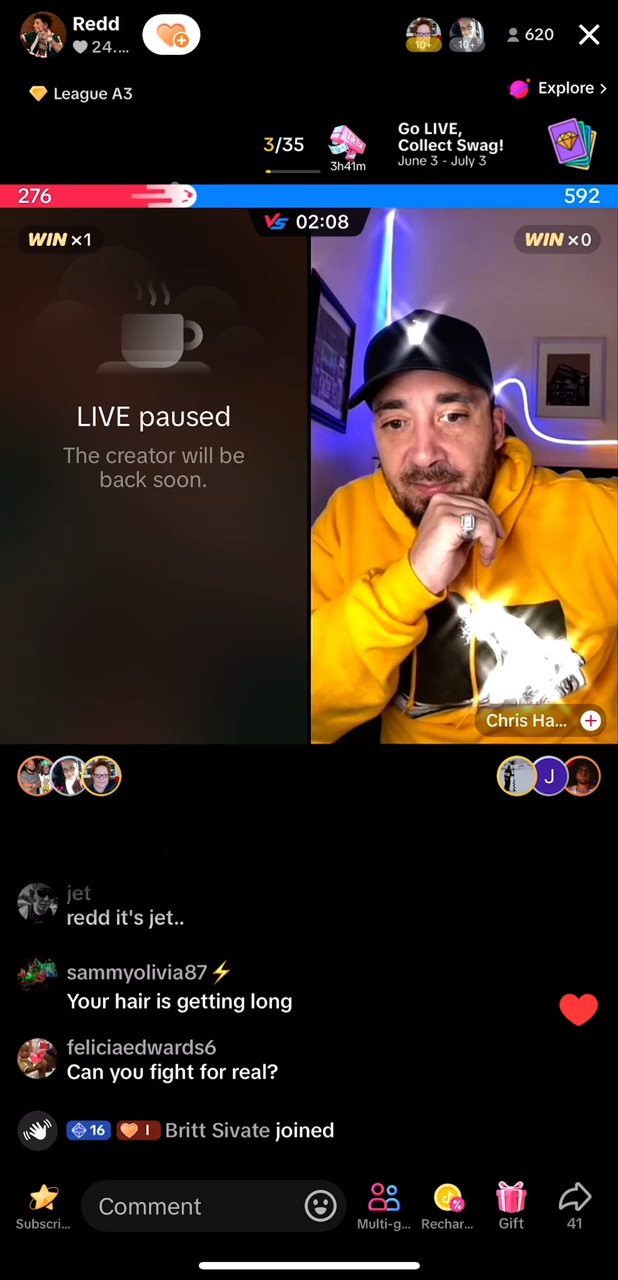 Redd
24....
10+
10+
620
League A3
Explore
3/35
3h41m
Go LIVE,
Collect Swag!
June 3 - July 3
276
592
VS 02:08
WIN ×1
WIN ×0
LIVE paused
The creator will be
back soon.
Chris Ha...
J
jet
redd it's jet..
sammyolivia87⚡
Your hair is getting long
feliciaedwards6
Can you fight for real?
16 I Britt Sivate joined
Comment
Subscri...
Multi-g...
Rechar...
Gift
41